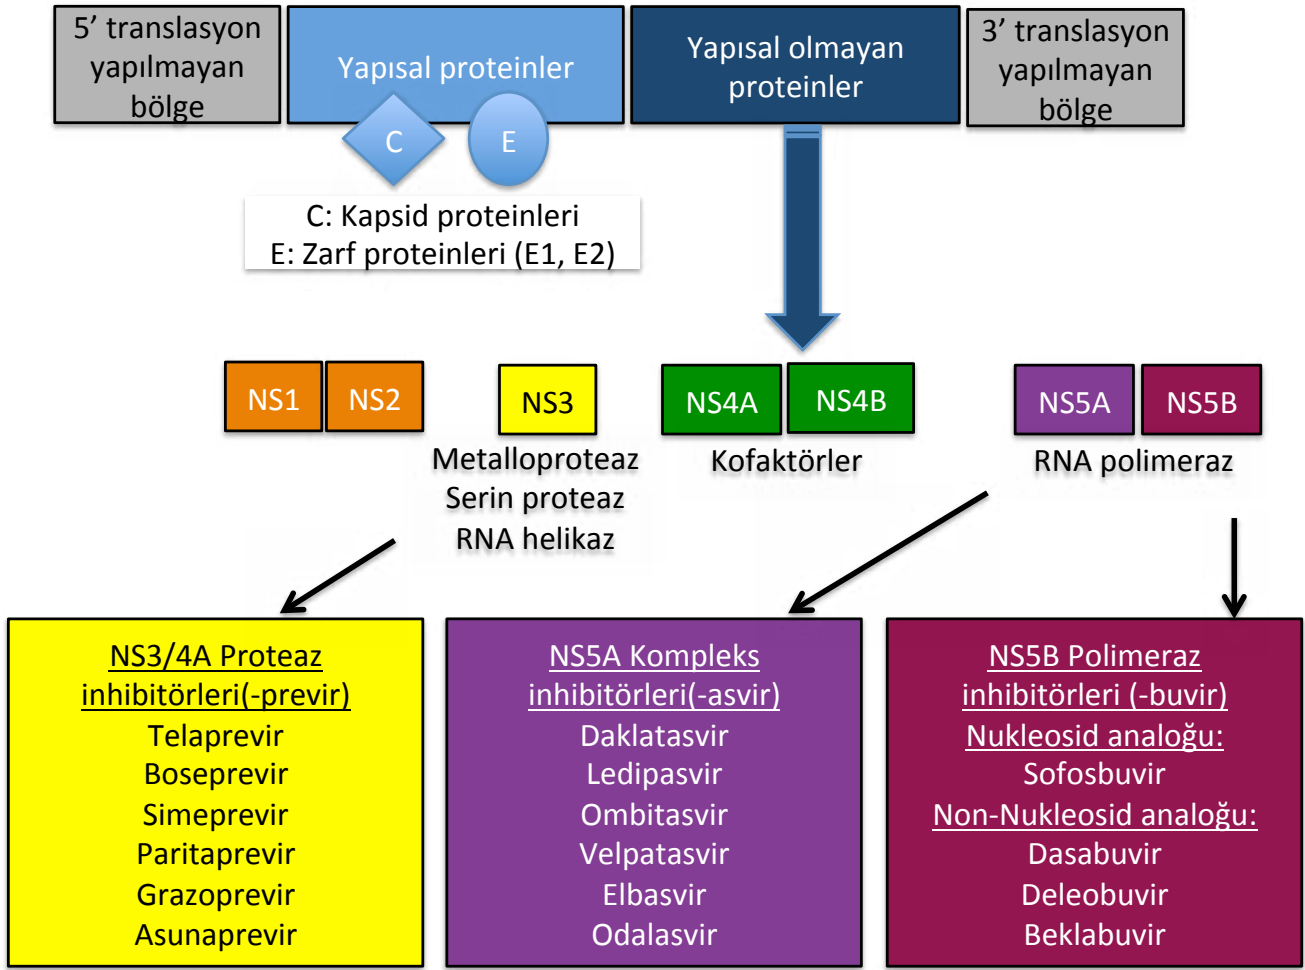 5’ translasyon
yapılmayan
bölge
Yapısal proteinler
Yapısal olmayan
proteinler
3’ translasyon
yapılmayan
bölge
C
E
C: Kapsid proteinleri
E: Zarf proteinleri (E1, E2)
NS1
NS2
NS3
NS4A
NS4B
NS5A
NS5B
Metalloproteaz
Serin proteaz
RNA helikaz
Kofaktörler
RNA polimeraz
NS3/4A Proteaz
inhibitörleri(-previr)
Telaprevir
Boseprevir
Simeprevir
Paritaprevir
Grazoprevir
Asunaprevir
NS5A Kompleks
inhibitörleri(-asvir)
Daklatasvir
Ledipasvir
Ombitasvir
Velpatasvir
Elbasvir
Odalasvir
NS5B Polimeraz
inhibitörleri (-buvir)
Nukleosid analoğu:
Sofosbuvir
Non-Nukleosid analoğu:
Dasabuvir
Deleobuvir
Beklabuvir